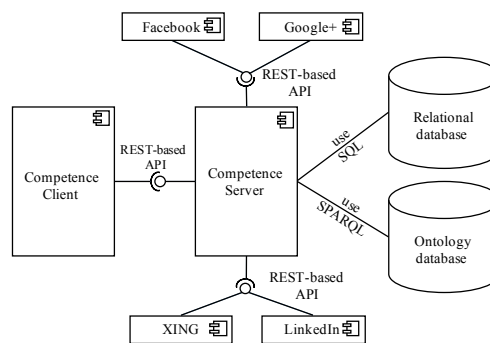 Facebook
Google+
REST-based
API
Relational
database
use
SQL
REST-based
API
Competence
Client
Competence
Server
use
SPARQL
Ontology
database
REST-based
API
XING
LinkedIn